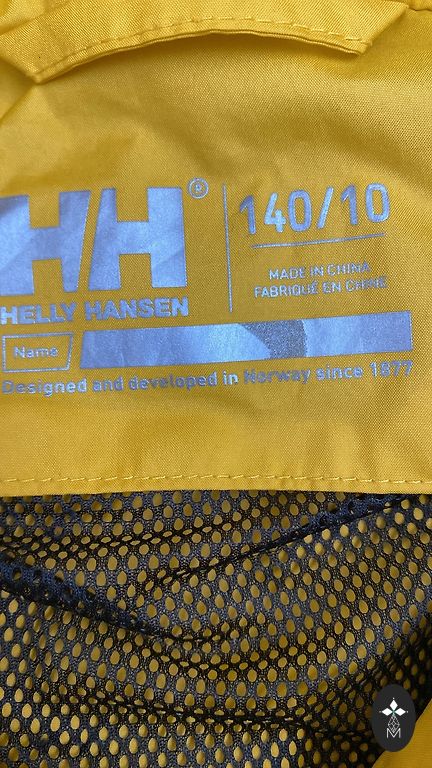 HH®
HELLY HANSEN
140/10
MADE IN CHINA
FABRIQUÉ EN CHINE
Name
Designed and developed in Norway since 1877